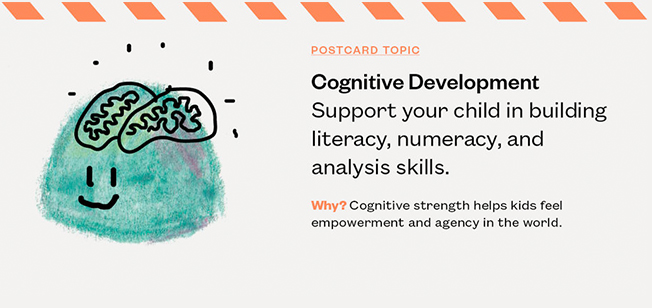 POSTCARD TOPIC
Cognitive Development
Support your child in building
literacy, numeracy, and
analysis skills.
Why? Cognitive strength helps kids feel
empowerment and agency in the world.